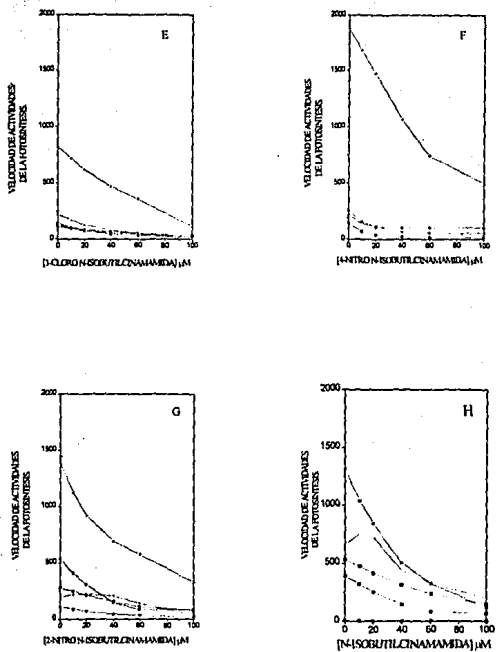 E
2000
1500
1000
500
0
0 20 40 60 80 100
VELOCIDAD DE ACTIVIDADES
DE LA FOTOSINTESIS.
[3-CLORO N-ISOBUTILCINAMAMIDA] µM
F
2000
1500
1000
500
0
0 20 40 60 80 100
VELOCIDAD DE ACTIVIDADES
DE LA FOTOSINTESIS.
[4-NITRO N-ISOBUTILCINAMAMIDA] µM
G
2000
1500
1000
500
0
0 20 40 60 80 100
VELOCIDAD DE ACTIVIDADES
DE LA FOTOSINTESIS.
[2-NITRO N-ISOBUTILCINAMAMIDA] µM
H
2000
1500
1000
500
0
0 20 40 60 80 100
VELOCIDAD DE ACTIVIDADES
DE LA FOTOSINTESIS.
[N-ISOBUTILCINAMAMIDA] µM